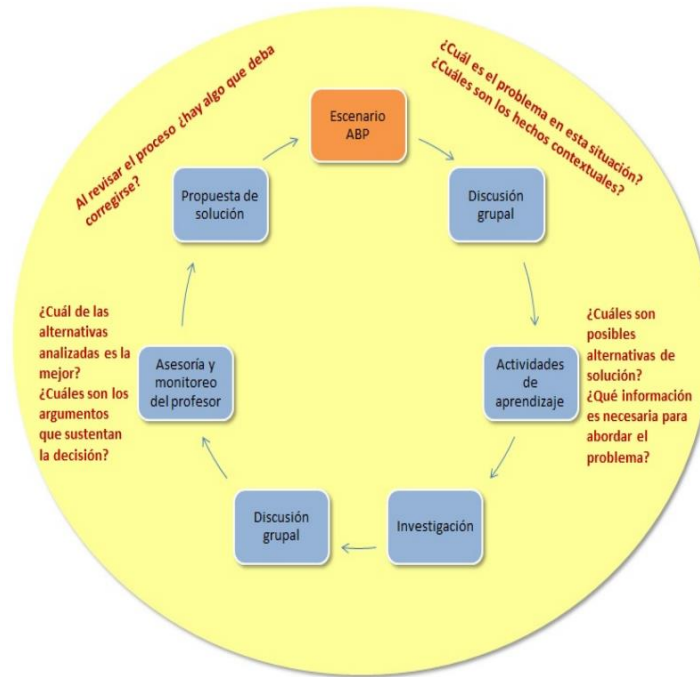 Escenario
ABP
¿Cuál es el problema en esta situación?
¿Cuáles son los hechos contextuales?
Discusión
grupal
Actividades
de
aprendizaje
¿Cuáles son
posibles
alternativas de
solución?
¿Qué información
es necesaria para
abordar el
problema?
Investigación
Discusión
grupal
Asesoría y
monitoreo
del profesor
¿Cuál de las
alternativas
analizadas es la
mejor?
¿Cuáles son los
argumentos
que sustentan
la decisión?
Propuesta de
solución
Al revisar el proceso ¿hay algo que deba
corregirse?